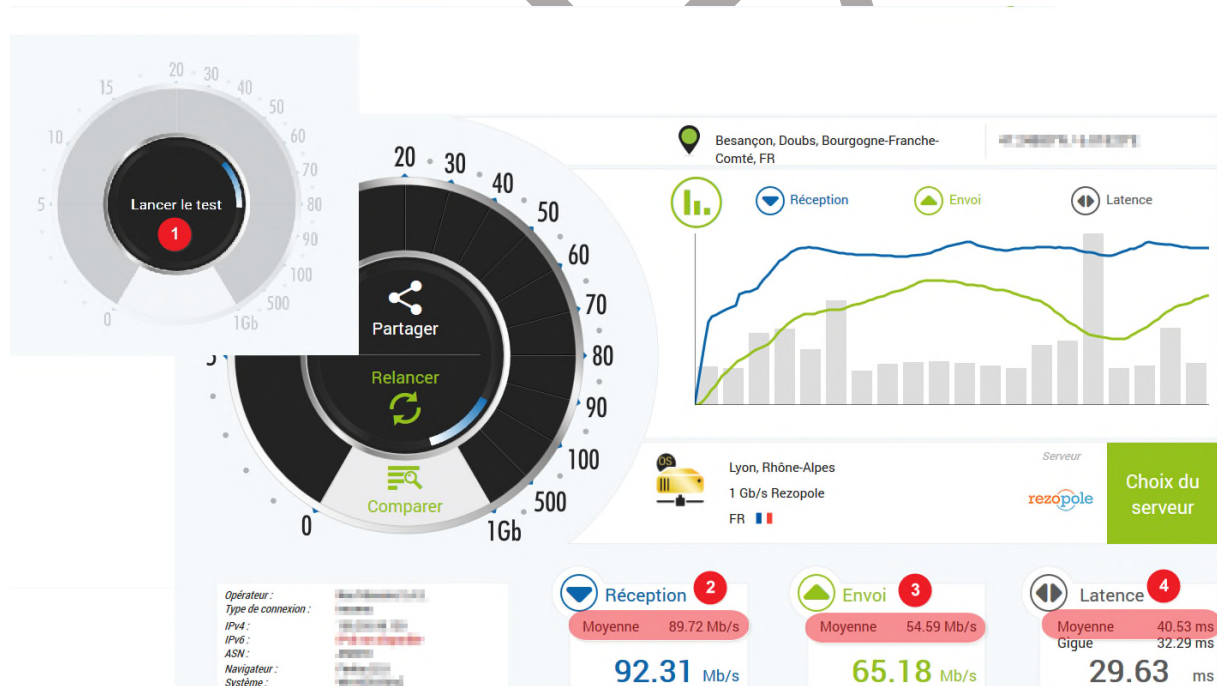 20
30
15
40
50
10
60
70
5
Lancer le test
80
1
90
100
0
1Gb
500
20
30
40
50
60
70
80
90
100
500
1Gb
0
Partager
Relancer
Comparer
Besançon, Doubs, Bourgogne-Franche-
Comté, FR
Réception
Envoi
Latence
OS
Lyon, Rhône-Alpes
1 Gb/s Rezopole
FR
Serveur
rezopole
Choix du
serveur
Opérateur :
Type de connexion :
IPv4 :
IPv6 :
ASN :
Navigateur :
Système :
Réception 2
Moyenne 89.72 Mb/s
92.31 Mb/s
Envoi 3
Moyenne 54.59 Mb/s
65.18 Mb/s
Latence 4
Moyenne 40.53 ms
Gigue 32.29 ms
29.63 ms